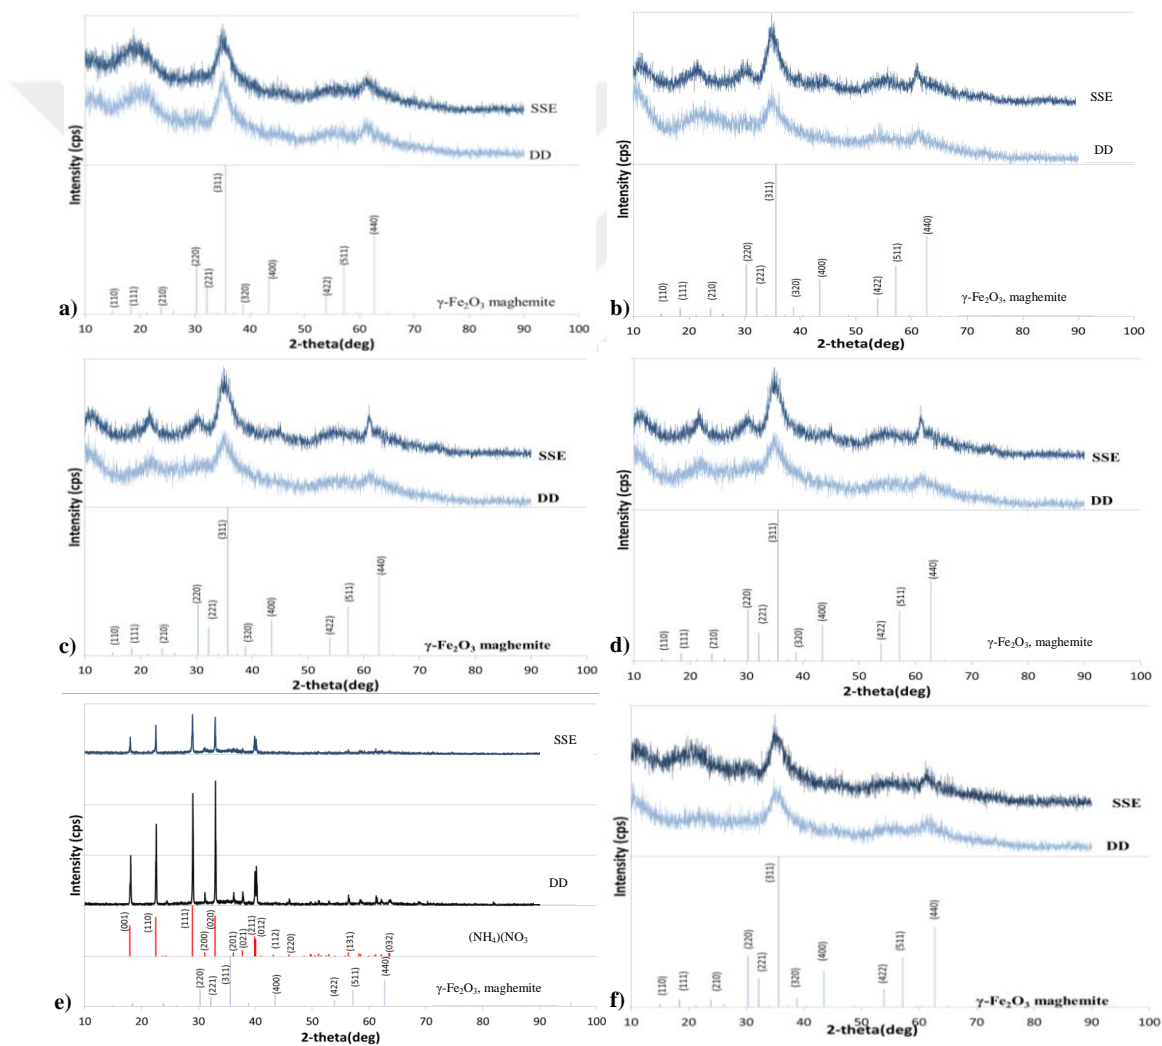 SSE
DD
Intensity (cps)
(311)
(440)
(220)
(511)
(221)
(400)
(422)
(110)
(111)
(210)
(320)
γ-Fe2O3 maghemite
a)
10 20 30 40 50 60 70 80 90 100
2-theta(deg)
SSE
DD
Intensity (cps)
(311)
(440)
(220)
(511)
(221)
(400)
(422)
(110)
(111)
(210)
(320)
γ-Fe2O3, maghemite
b)
10 20 30 40 50 60 70 80 90 100
2-theta(deg)
SSE
DD
Intensity (cps)
(311)
(440)
(220)
(511)
(221)
(400)
(422)
(110)
(111)
(210)
(320)
γ-Fe2O3 maghemite
c)
10 20 30 40 50 60 70 80 90 100
2-theta(deg)
SSE
DD
Intensity (cps)
(311)
(440)
(220)
(511)
(221)
(400)
(422)
(110)
(111)
(210)
(320)
γ-Fe2O3, maghemite
d)
10 20 30 40 50 60 70 80 90 100
2-theta(deg)
SSE
DD
Intensity (cps)
(001)
(110)
(111)
(200)
(020)
(201)
(021)
(211)
(012)
(112)
(220)
(131)
(032)
(NH4)(NO3
(220)
(221)
(311)
(400)
(422)
(511)
(440)
γ-Fe2O3, maghemite
e)
10 20 30 40 50 60 70 80 90 100
2-theta(deg)
SSE
DD
Intensity (cps)
(311)
(440)
(220)
(511)
(221)
(400)
(422)
(110)
(111)
(210)
(320)
γ-Fe2O3 maghemite
f)
10 20 30 40 50 60 70 80 90 100
2-theta(deg)